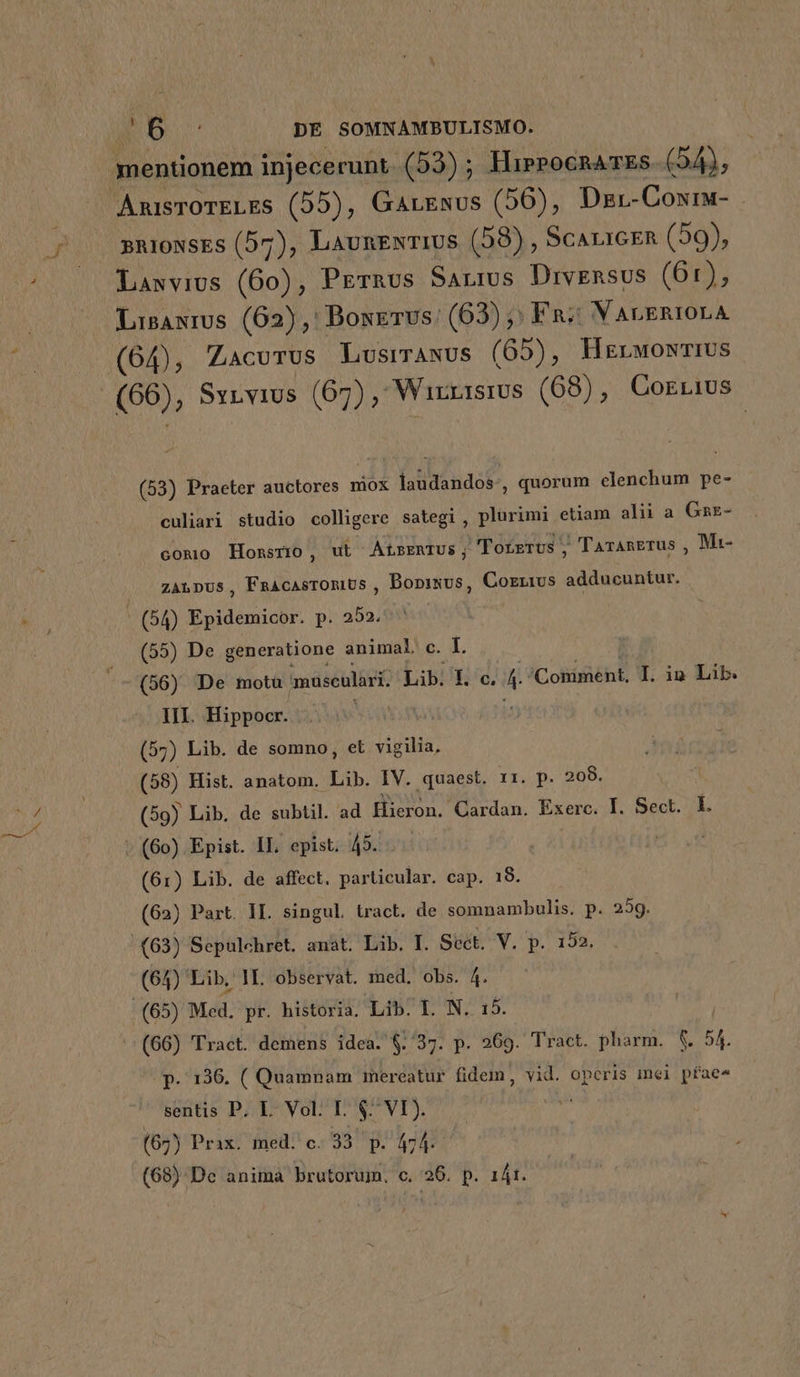 6 DE SOMNAMBULISMO.
mentionem injecerunt (53); HIPPOCRATES (54),
ARISTOTELES (55), GALENUS (56), DEL-CONIM-
BRIONSES (57), LAURENTIUS (58), SCALIGER (59),
LANVIUS (60), PETRUS SALIUS DIVERSUS (61),
LIBANIUS (62), BONETUS (63); FR. VALERIOLA
(64), ZACUTUS LUSITANUS (65), HELMONTIUS
(66), SYLVIUS (67), WILLISIUS (68), COELIUS
(53) Praeter auctores mox laudandos, quorum elenchum pe-
culiari studio colligere sategi, plurimi etiam alii a GRE-
GORIO HORSTIO, ut ALBERTUS, TOLETUS, TARARETUS, MI-
ZALDUS, FRACASTORIUS, BODINUS, COELIUS adducuntur.
(54) Epidemicor. p. 252.
(55) De generatione animal. c. I.
(56) De motu musculari. Lib. I. c. 4. Comment. I. in Lib.
III. Hippocr.
(57) Lib. de somno, et vigilia.
(58) Hist. anatom. Lib. IV. quaest. 11. p. 208.
(59) Lib. de subtil. ad Hieron. Cardan. Exerc. I. Sect. I.
(60) Epist. II. epist. 45.
(61) Lib. de affect. particular. cap. 18.
(62) Part. II. singul. tract. de somnambulis. p. 259.
(63) Sepulchret. anat. Lib. I. Sect. V. p. 152.
(64) Lib. II. observat. med. obs. 4.
(65) Med. pr. historia. Lib. I. N. 15.
(66) Tract. demens idea. §. 37. p. 269. Tract. pharm. §. 54.
p. 136. (Quamnam mereatur fidem, vid. operis mei prae-
sentis P. I. Vol. I. §. VI).
(67) Prax. med. c. 33 p. 474.
(68) De anima brutorum. c. 26. p. 141.